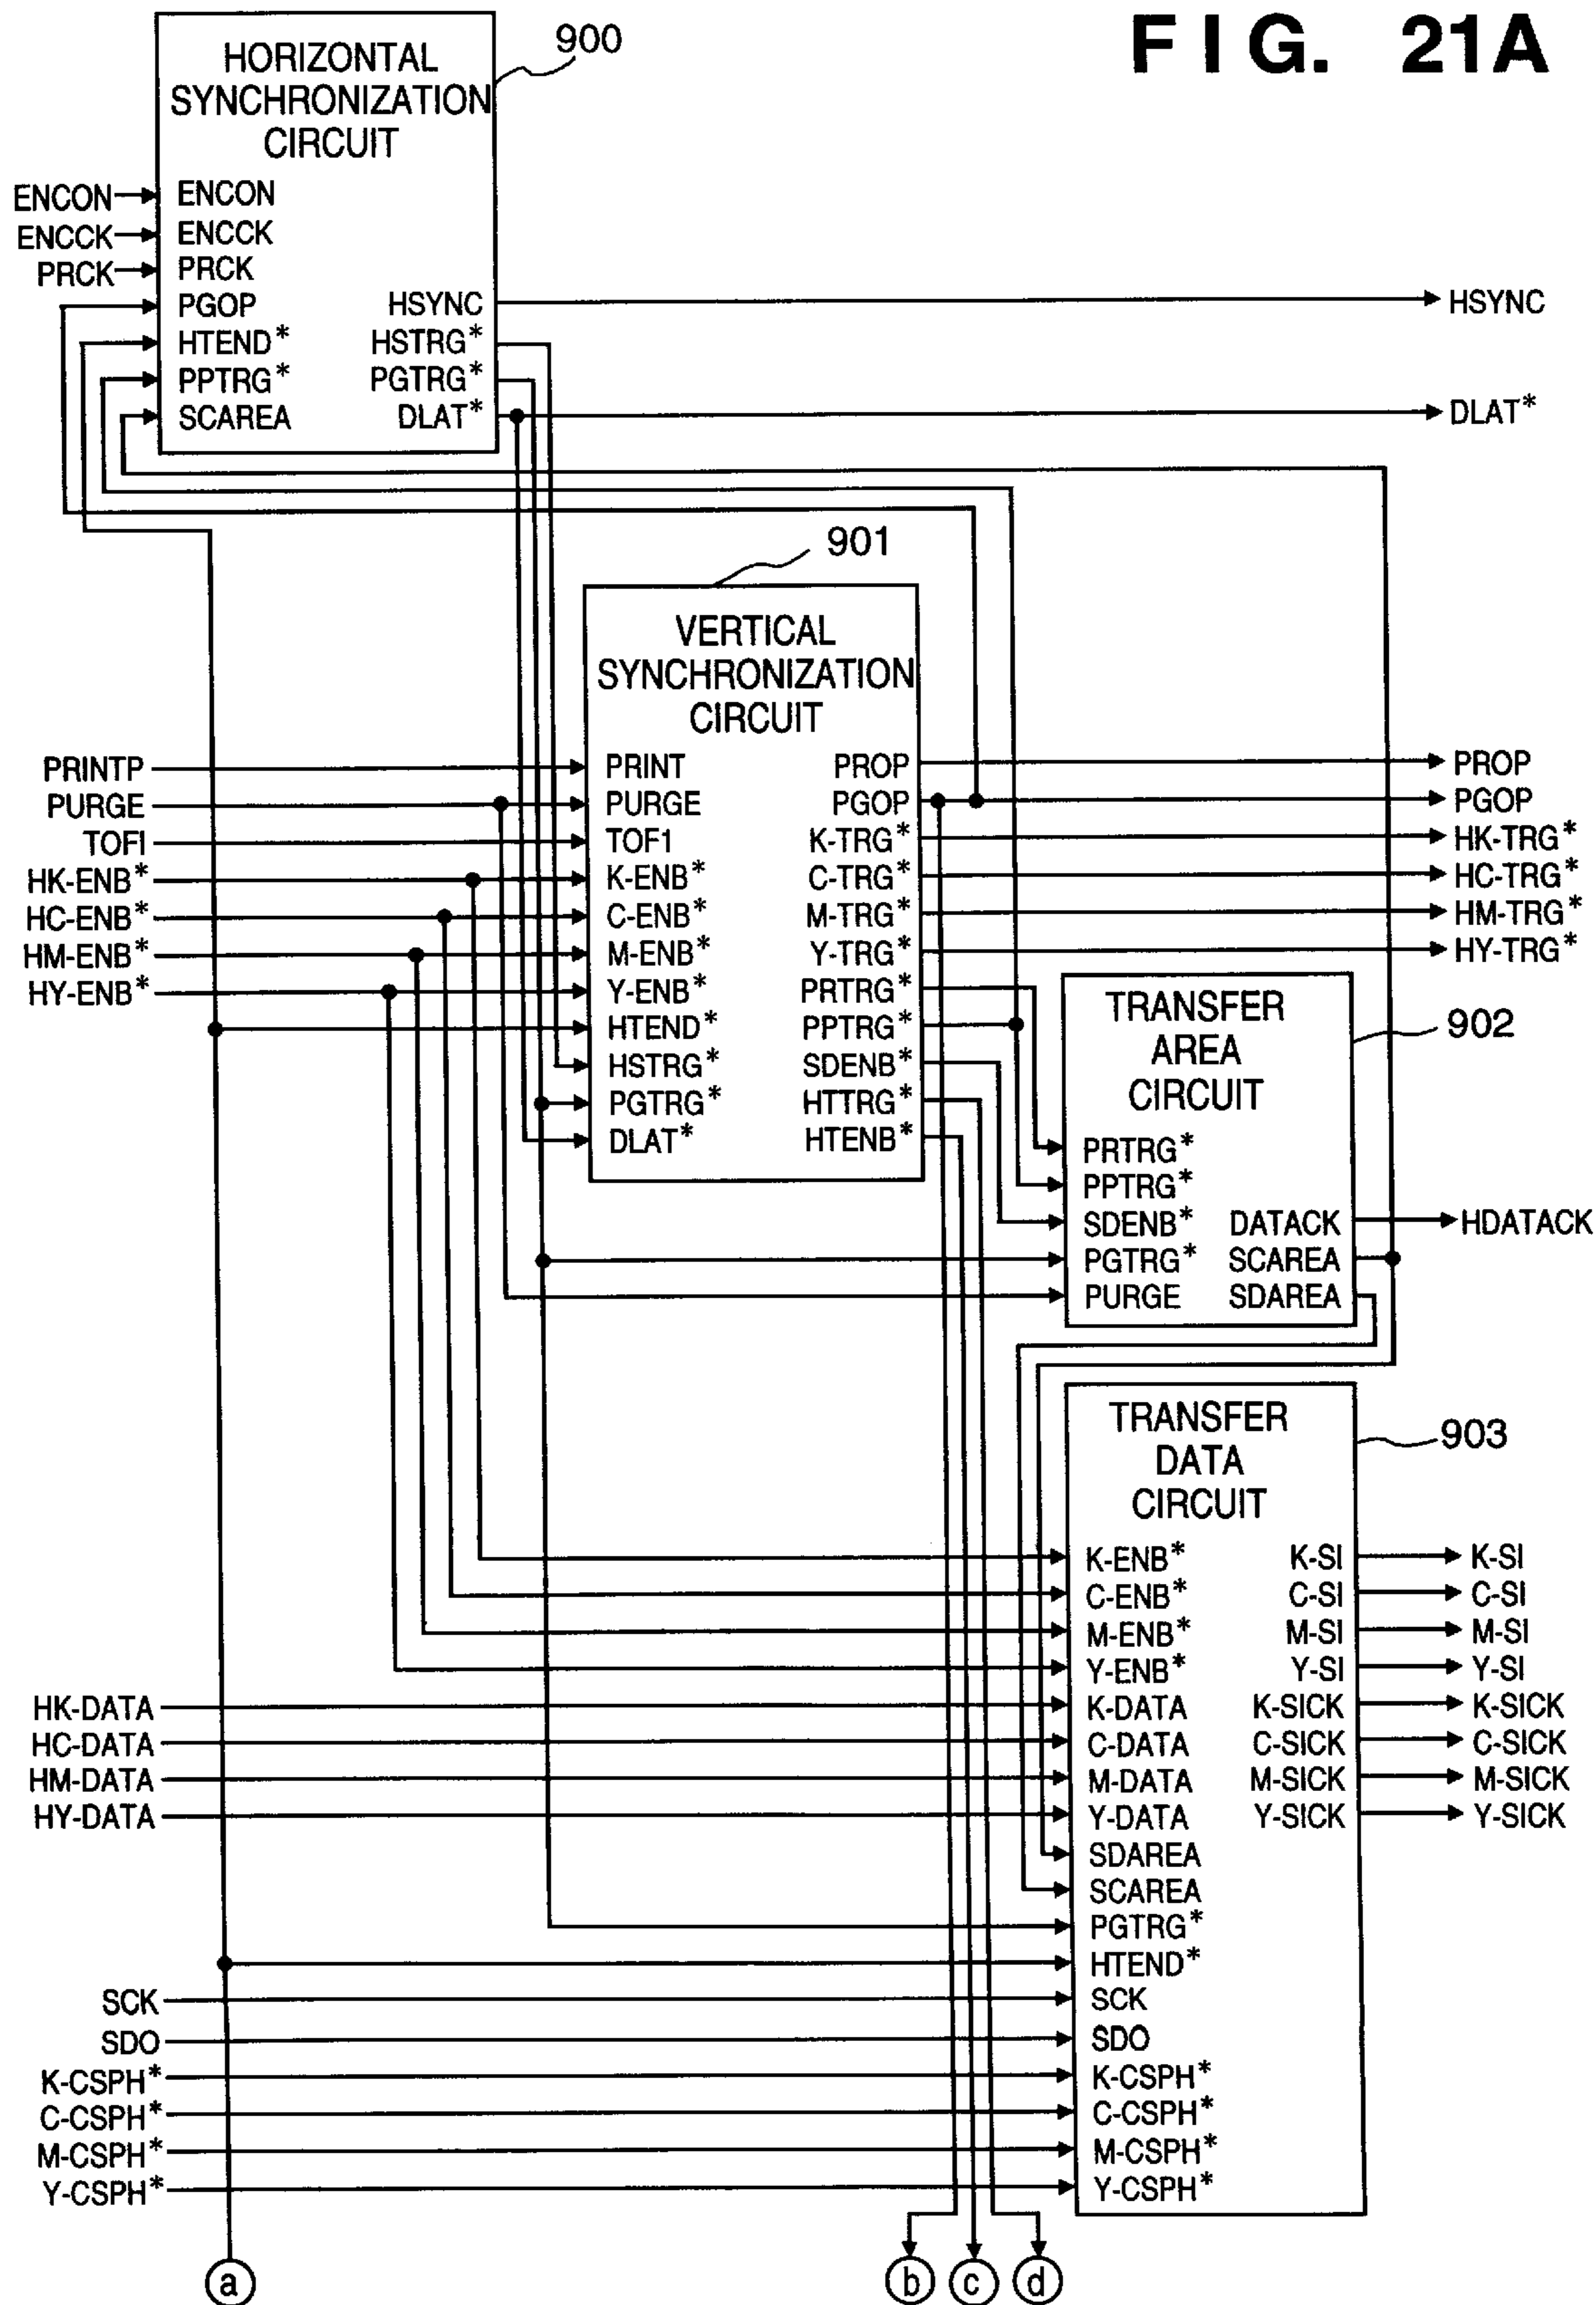 FIG. 21A
900
HORIZONTAL
SYNCHRONIZATION
CIRCUIT
ENCON ENCON
ENCCK ENCCK
PRCK PRCK
PGOP HSYNC HSYNC
HTEND* HSTRG*
PPTRG* PGTRG*
SCAREA DLAT* DLAT*
901
VERTICAL
SYNCHRONIZATION
CIRCUIT
PRINTP PRINT PROP PROP
PURGE PURGE PGOP PGOP
TOFI TOF1 K-TRG* HK-TRG*
HK-ENB* K-ENB* C-TRG* HC-TRG*
HC-ENB* C-ENB* M-TRG* HM-TRG*
HM-ENB* M-ENB* Y-TRG* HY-TRG*
HY-ENB* Y-ENB* PRTRG*
HTEND* PPTRG*
HSTRG* SDENB*
PGTRG* HTTRG*
DLAT* HTENB*
902
TRANSFER
AREA
CIRCUIT
PRTRG*
PPTRG*
SDENB* DATACK HDATACK
PGTRG* SCAREA
PURGE SDAREA
903
TRANSFER
DATA
CIRCUIT
K-ENB* K-SI K-SI
C-ENB* C-SI C-SI
M-ENB* M-SI M-SI
Y-ENB* Y-SI Y-SI
HK-DATA K-DATA K-SICK K-SICK
HC-DATA C-DATA C-SICK C-SICK
HM-DATA M-DATA M-SICK M-SICK
HY-DATA Y-DATA Y-SICK Y-SICK
SDAREA
SCAREA
PGTRG*
HTEND*
SCK SCK
SDO SDO
K-CSPH* K-CSPH*
C-CSPH* C-CSPH*
M-CSPH* M-CSPH*
Y-CSPH* Y-CSPH*
a b c d